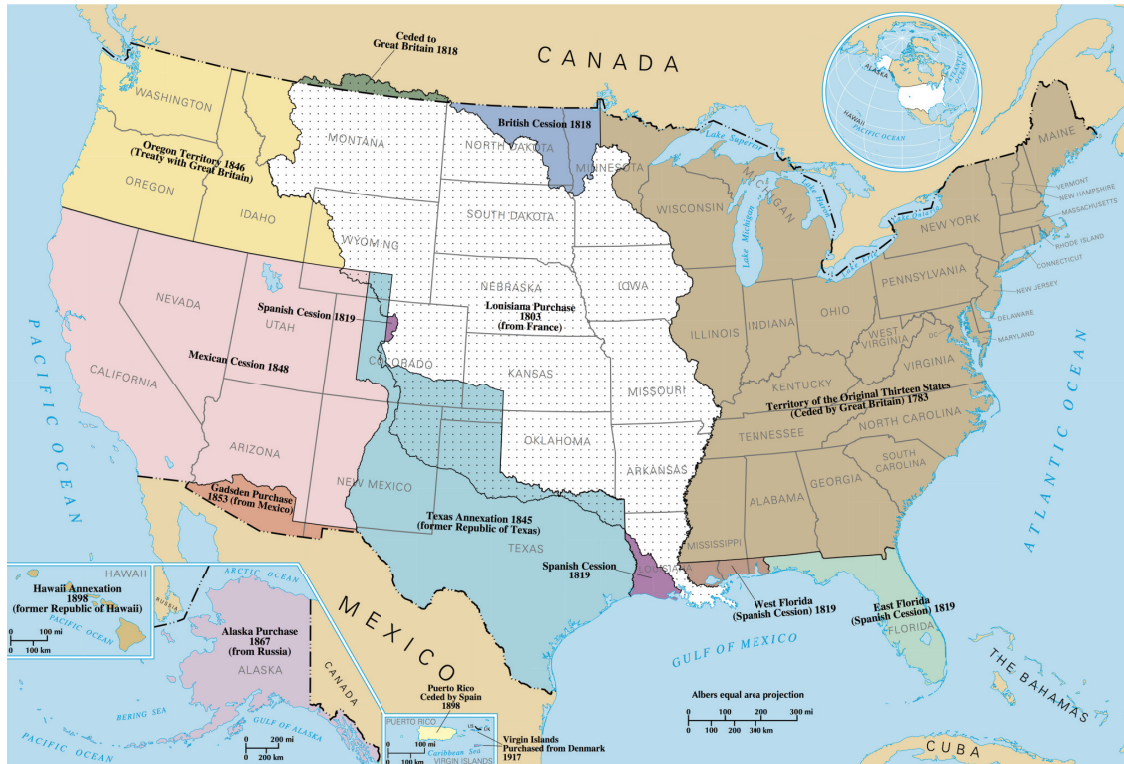 Ceded to
Great Britain 1818
CANADA
ALASKA
HAWAII
PACIFIC OCEAN
ATLANTIC
OCEAN
WASHINGTON
MONTANA
NORTH DAKOTA
British Cession 1818
MINNESOTA
Lake Superior
MICHIGAN
Lake Huron
Lake Michigan
Lake Ontario
Lake Erie
MAINE
VERMONT
NEW HAMPSHIRE
MASSACHUSETTS
RHODE ISLAND
CONNECTICUT
NEW YORK
Oregon Territory 1846
(Treaty with Great Britain)
OREGON
IDAHO
WYOMING
SOUTH DAKOTA
WISCONSIN
PENNSYLVANIA
NEW JERSEY
DELAWARE
MARYLAND
NEBRASKA
IOWA
Louisiana Purchase
1803
(from France)
ILLINOIS
INDIANA
OHIO
WEST
VIRGINIA
DC
VIRGINIA
NEVADA
UTAH
Spanish Cession 1819
COLORADO
KANSAS
MISSOURI
KENTUCKY
Mexican Cession 1848
CALIFORNIA
Territory of the Original Thirteen States
(Ceded by Great Britain) 1783
NORTH CAROLINA
TENNESSEE
ARIZONA
NEW MEXICO
OKLAHOMA
ARKANSAS
SOUTH
CAROLINA
GEORGIA
ALABAMA
MISSISSIPPI
Gadsden Purchase
1853 (from Mexico)
Texas Annexation 1845
(former Republic of Texas)
TEXAS
LOUISIANA
Spanish Cession
1819
West Florida
(Spanish Cession) 1819
East Florida
(Spanish Cession) 1819
FLORIDA
PACIFIC OCEAN
ATLANTIC OCEAN
GULF OF MEXICO
MEXICO
THE BAHAMAS
CUBA
HAWAII
Hawaii Annexation
1898
(former Republic of Hawaii)
PACIFIC OCEAN
0 100 mi
0 100 km
ARCTIC OCEAN
RUSSIA
Alaska Purchase
1867
(from Russia)
ALASKA
CANADA
BERING SEA
GULF OF ALASKA
PACIFIC OCEAN
0 200 mi
0 200 km
Puerto Rico
Ceded by Spain
1898
PUERTO RICO
US
UK
0 100 mi
0 100 km
Caribbean Sea
VIRGIN ISLANDS
Virgin Islands
Purchased from Denmark
1917
Albers equal area projection
0 100 200 300 mi
0 100 200 300 km